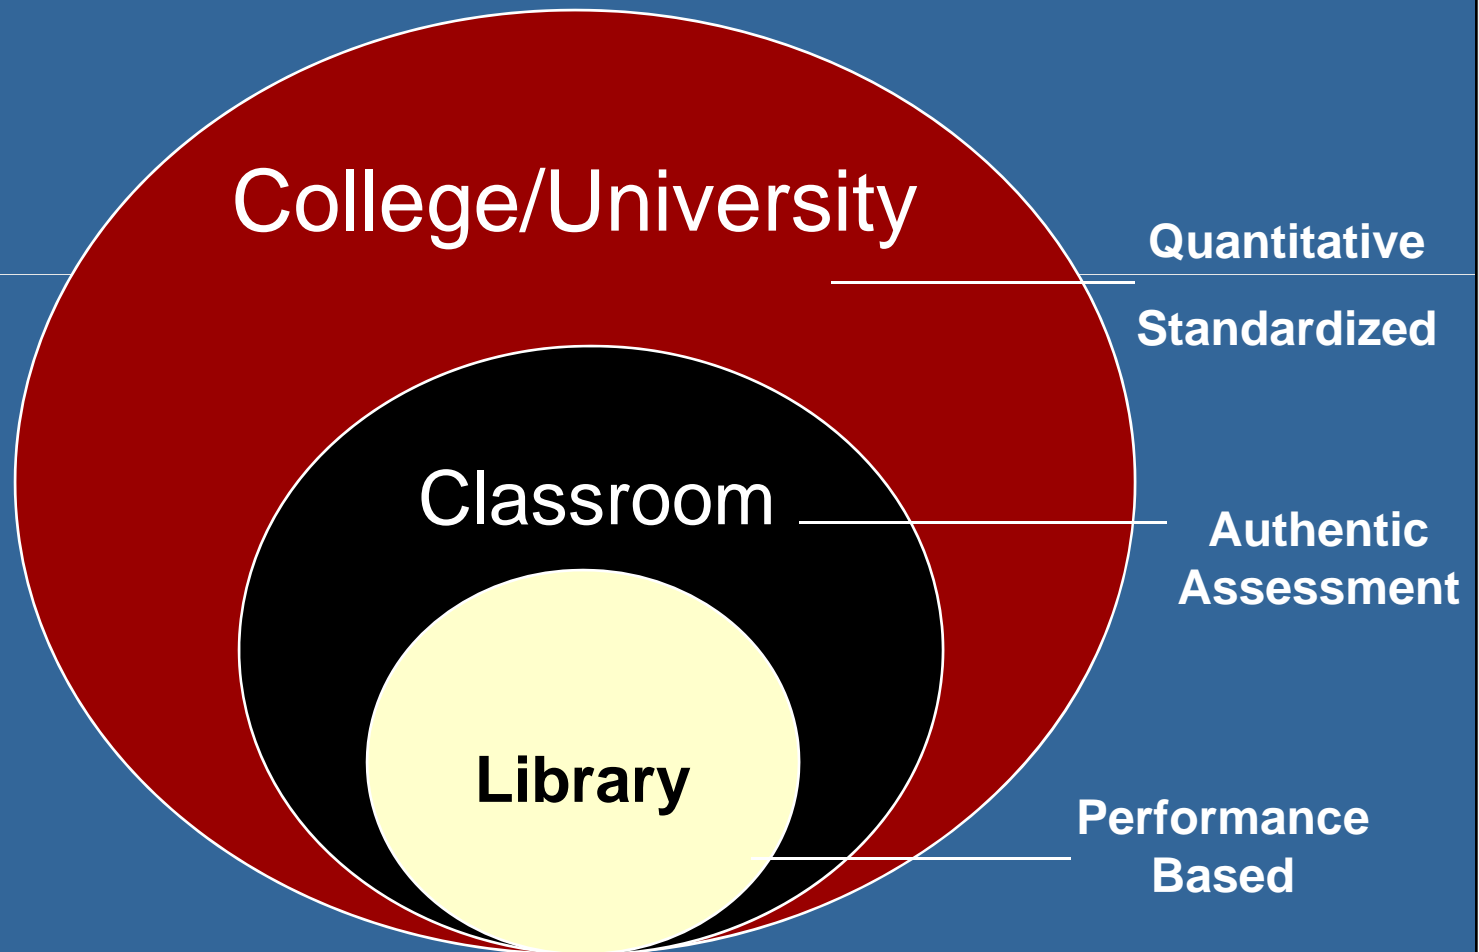 College/University
Quantitative
Standardized
Classroom
Authentic
Assessment
Library
Performance
Based